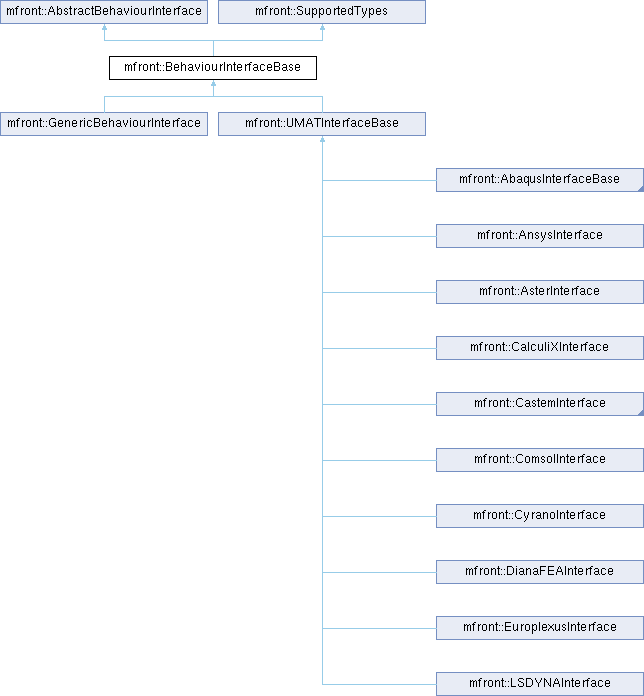 mfront::AbstractBehaviourInterface
mfront::SupportedTypes
mfront::BehaviourInterfaceBase
mfront::GenericBehaviourInterface
mfront::UMATInterfaceBase
mfront::AbaqusInterfaceBase
mfront::AnsysInterface
mfront::AsterInterface
mfront::CalculiXInterface
mfront::CastemInterface
mfront::ComsolInterface
mfront::CyranoInterface
mfront::DianaFEAInterface
mfront::EuroplexusInterface
mfront::LSDYNAInterface